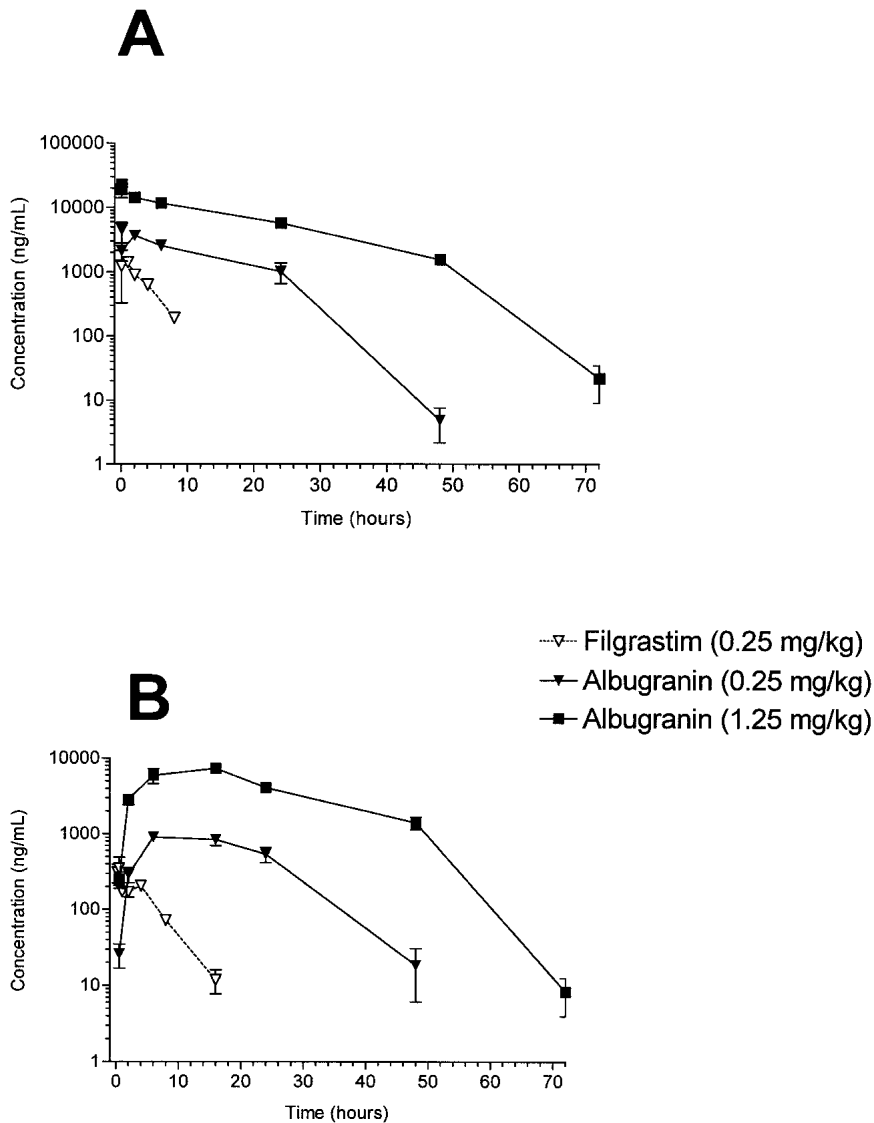 A
100000
10000
1000
100
10
1
Concentration (ng/mL)
0 10 20 30 40 50 60 70
Time (hours)
Filgrastim (0.25 mg/kg)
Albugranin (0.25 mg/kg)
Albugranin (1.25 mg/kg)
B
10000
1000
100
10
1
Concentration (ng/mL)
0 10 20 30 40 50 60 70
Time (hours)